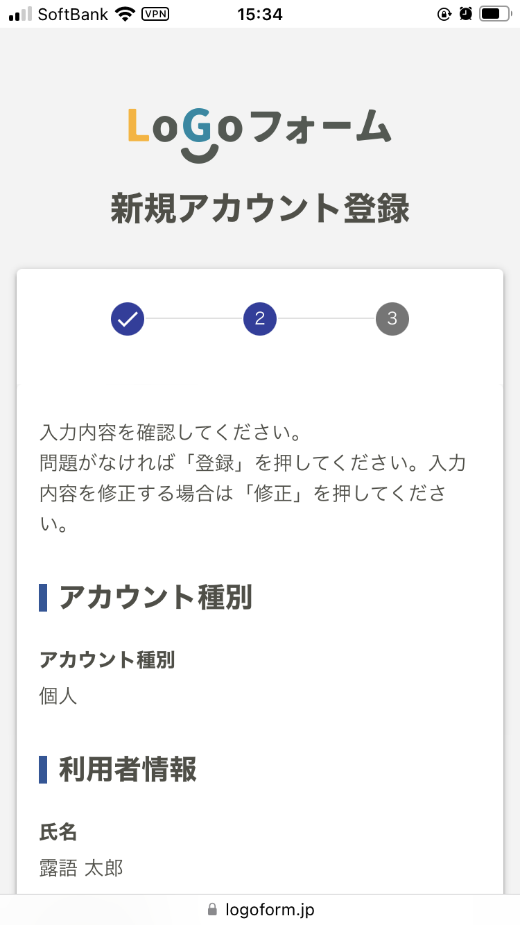 SoftBank VPN 15:34
LoGoフォーム
新規アカウント登録
2 3
入力内容を確認してください。
問題がなければ「登録」を押してください。入力
内容を修正する場合は「修正」を押してくださ
い。
アカウント種別
アカウント種別
個人
利用者情報
氏名
露語 太郎
logoform.jp